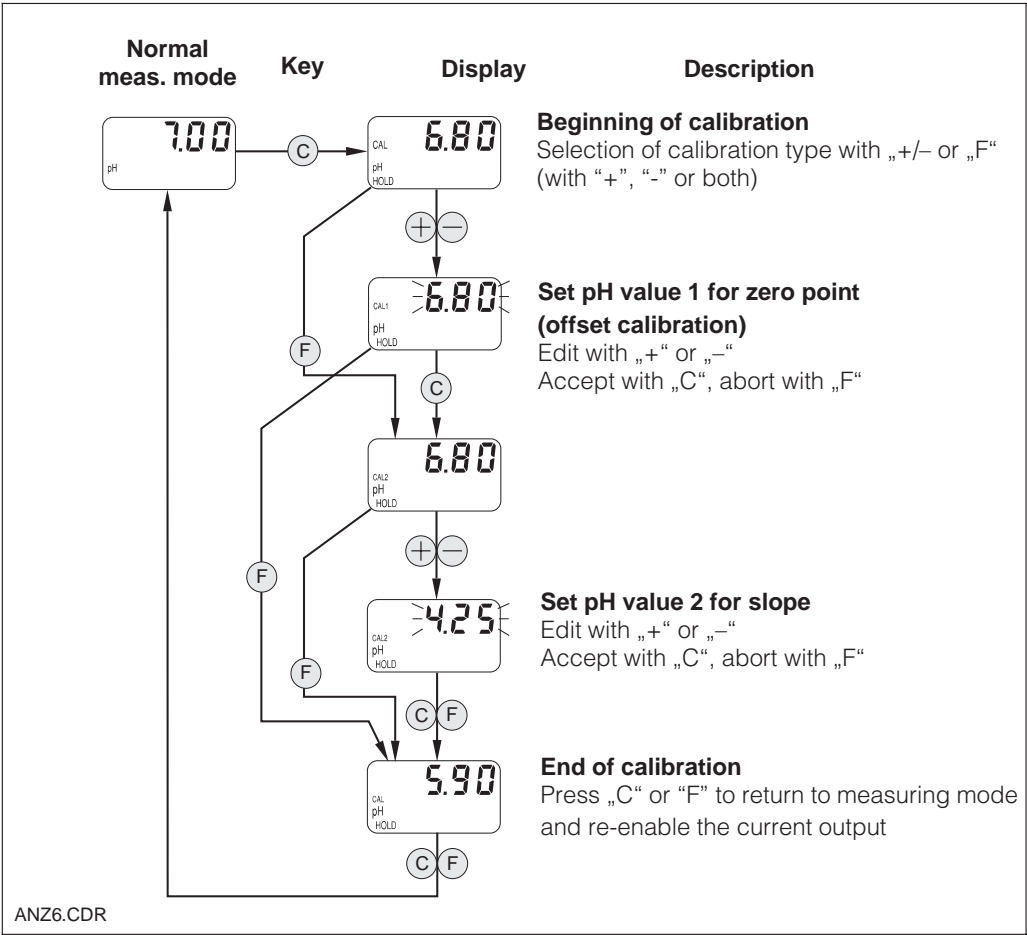 Normal
meas. mode
Key
Display
Description
7.00
pH
C
CAL
6.80
pH
HOLD
Beginning of calibration
Selection of calibration type with „+/– or „F“
(with “+”, “-” or both)
+ –
CAL1
6.80
pH
HOLD
Set pH value 1 for zero point
(offset calibration)
Edit with „+“ or „–“
Accept with „C“, abort with „F“
F
C
6.80
CAL2
pH
HOLD
+ –
F
4.25
CAL2
pH
HOLD
Set pH value 2 for slope
Edit with „+“ or „–“
Accept with „C“, abort with „F“
F
C F
5.90
CAL
pH
HOLD
End of calibration
Press „C“ or “F” to return to measuring mode
and re-enable the current output
C F
ANZ6.CDR